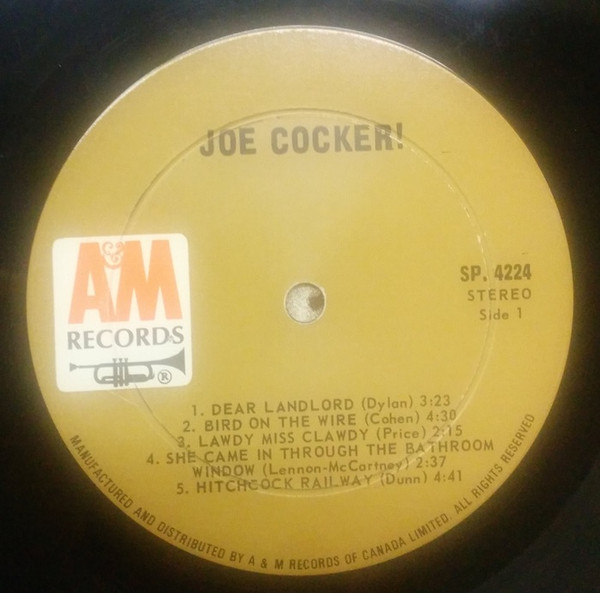 JOE COCKER!
A&M
RECORDS
®
SP. 4224
STEREO
Side 1
1. DEAR LANDLORD (Dylan) 3:23
2. BIRD ON THE WIRE (Cohen) 4:30
3. LAWDY MISS CLAWDY (Price) 2:15
4. SHE CAME IN THROUGH THE BATHROOM
WINDOW (Lennon-McCartney) 2:37
5. HITCHCOCK RAILWAY (Dunn) 4:41
MANUFACTURED AND DISTRIBUTED BY A & M RECORDS OF CANADA LIMITED. ALL RIGHTS RESERVED